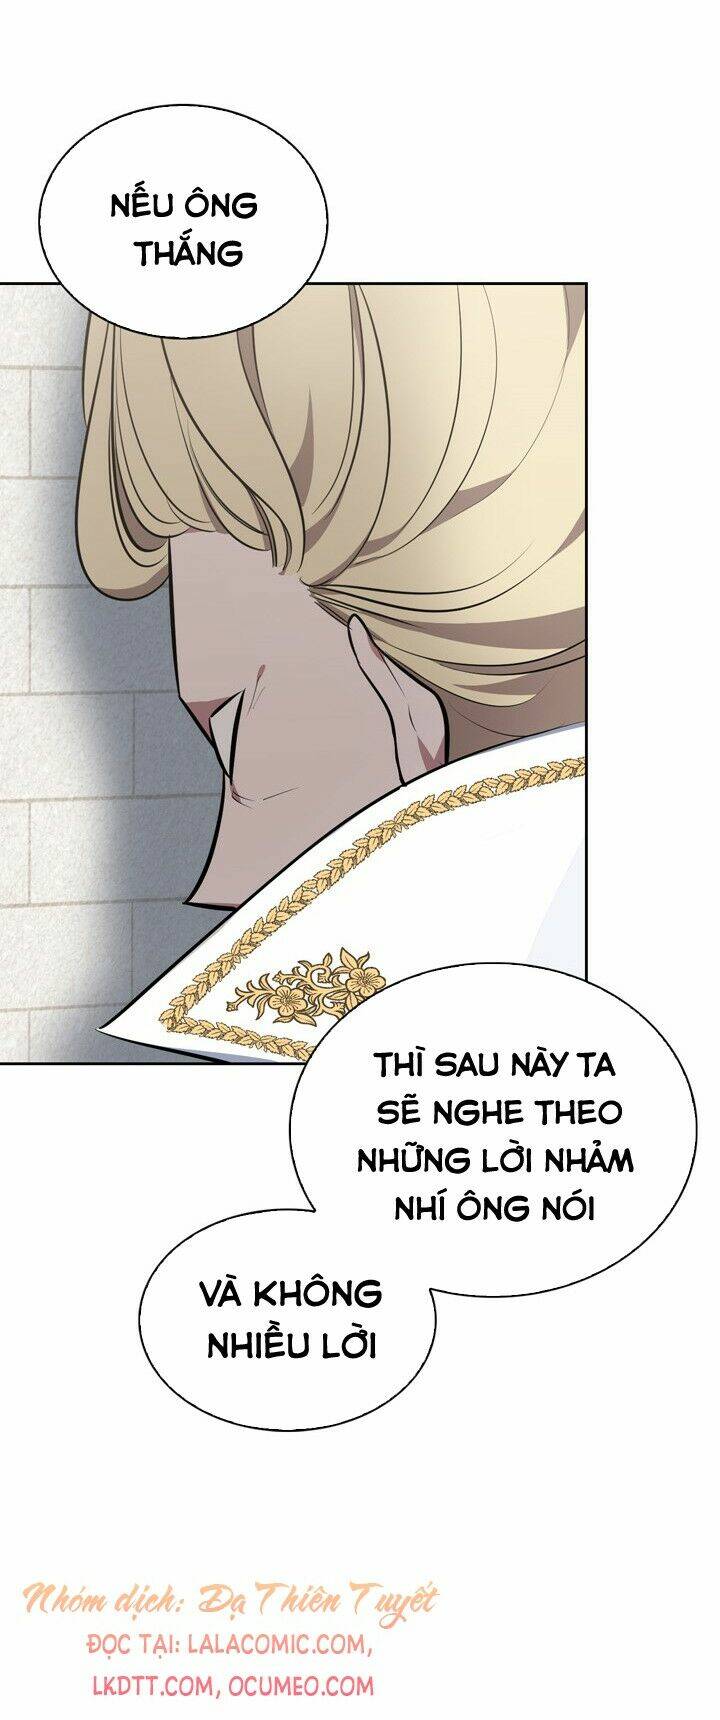 NẾU ÔNG
THẮNG
THÌ SAU NÀY TA
SẼ NGHE THEO
NHỮNG LỜI NHẢM
NHÍ ÔNG NÓI
VÀ KHÔNG
NHIỀU LỜI
Nhóm dịch: Dạ Thiên Tuyết
ĐỌC TẠI: LALACOMIC.COM,
LKDTT.COM, OCUMEO.COM